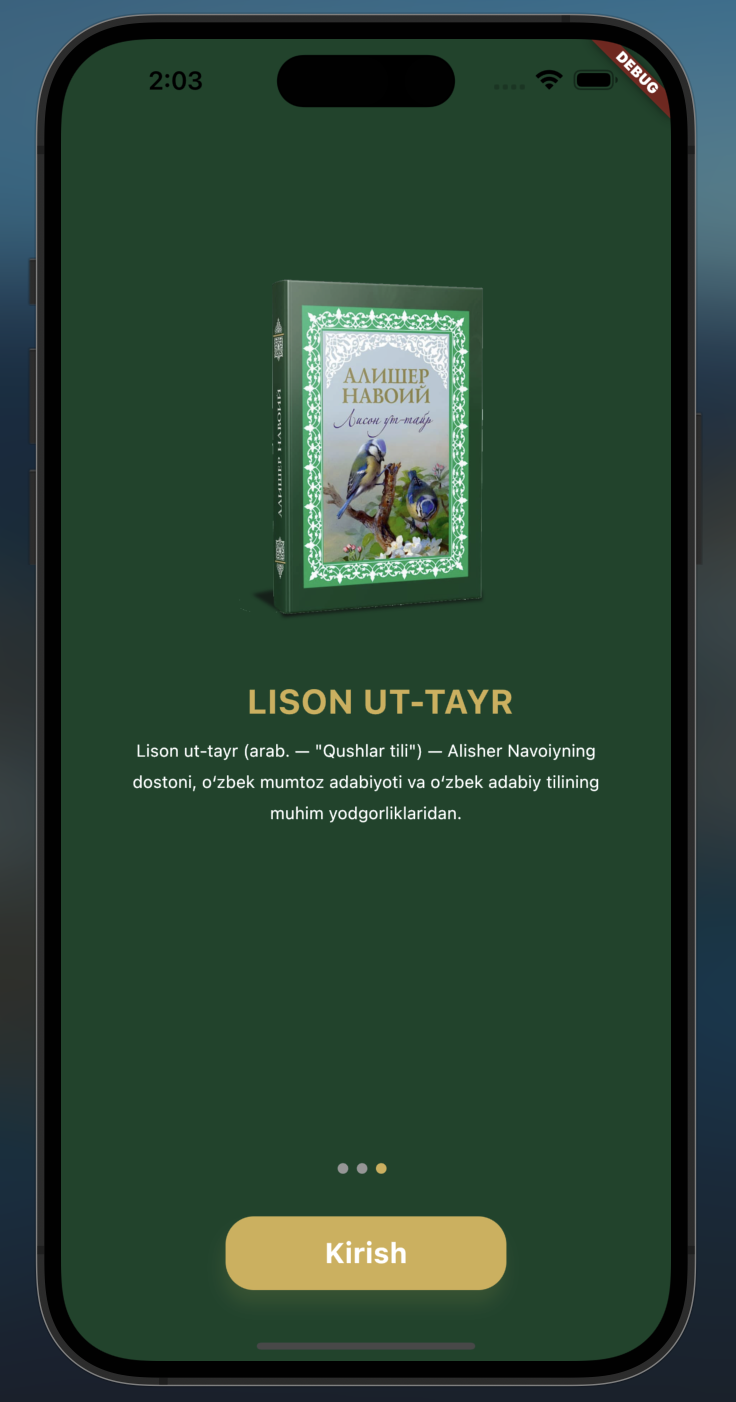 2:03
DEBUG
АЛИШЕР
НАВОИЙ
Лисон ут-тайр
АЛИШЕР НАВОИЙ
LISON UT-TAYR
Lison ut-tayr (arab. — "Qushlar tili") — Alisher Navoiyning
dostoni, oʻzbek mumtoz adabiyoti va oʻzbek adabiy tilining
muhim yodgorliklaridan.
Kirish